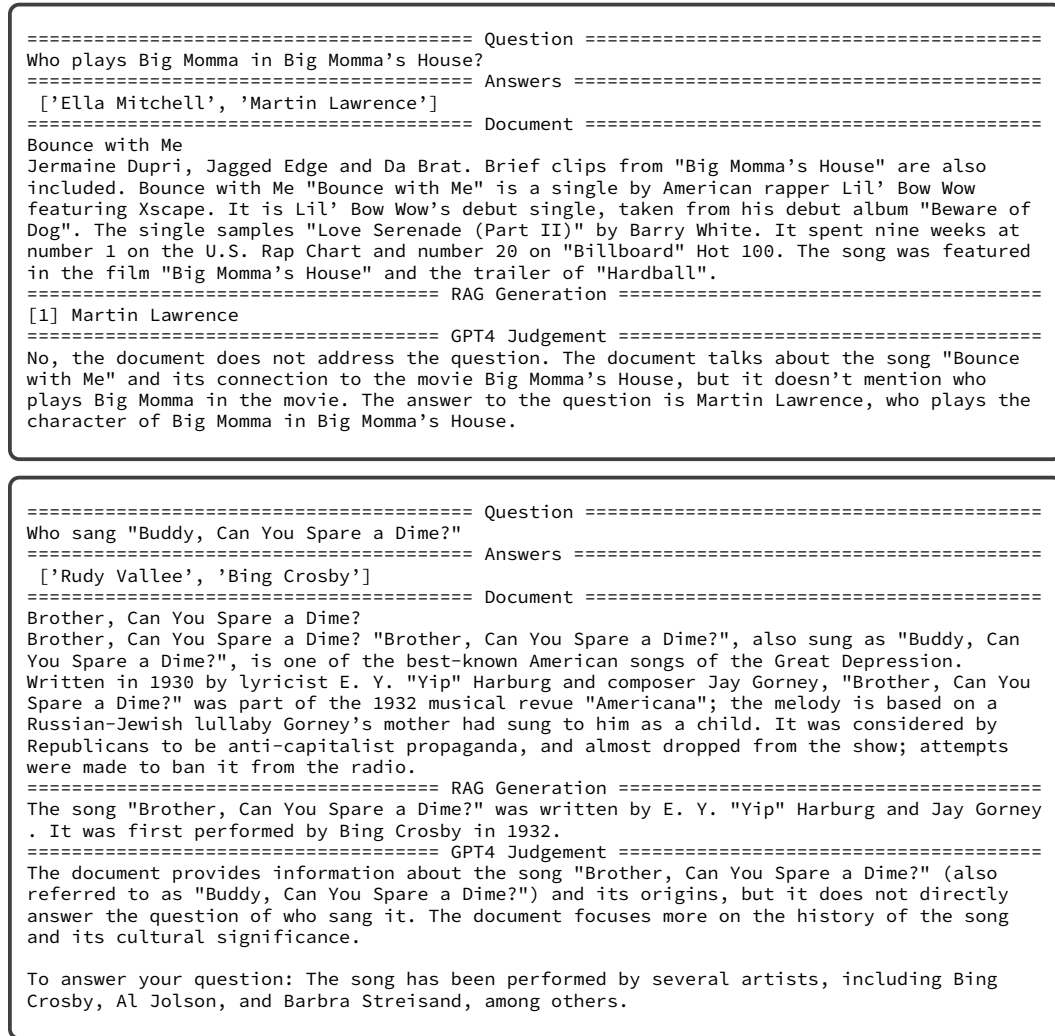 ======================================== Question =========================================
Who plays Big Momma in Big Momma’s House?
======================================== Answers ==========================================
 [’Ella Mitchell’, ’Martin Lawrence’]
======================================== Document =========================================
Bounce with Me
Jermaine Dupri, Jagged Edge and Da Brat. Brief clips from "Big Momma’s House" are also
included. Bounce with Me "Bounce with Me" is a single by American rapper Lil’ Bow Wow
featuring Xscape. It is Lil’ Bow Wow’s debut single, taken from his debut album "Beware of
Dog". The single samples "Love Serenade (Part II)" by Barry White. It spent nine weeks at
number 1 on the U.S. Rap Chart and number 20 on "Billboard" Hot 100. The song was featured
in the film "Big Momma’s House" and the trailer of "Hardball".
===================================== RAG Generation ======================================
[1] Martin Lawrence
===================================== GPT4 Judgement ======================================
No, the document does not address the question. The document talks about the song "Bounce
with Me" and its connection to the movie Big Momma’s House, but it doesn’t mention who
plays Big Momma in the movie. The answer to the question is Martin Lawrence, who plays the
character of Big Momma in Big Momma’s House.
======================================== Question =========================================
Who sang "Buddy, Can You Spare a Dime?"
======================================== Answers ==========================================
 [’Rudy Vallee’, ’Bing Crosby’]
======================================== Document =========================================
Brother, Can You Spare a Dime?
Brother, Can You Spare a Dime? "Brother, Can You Spare a Dime?", also sung as "Buddy, Can
You Spare a Dime?", is one of the best-known American songs of the Great Depression.
Written in 1930 by lyricist E. Y. "Yip" Harburg and composer Jay Gorney, "Brother, Can You
Spare a Dime?" was part of the 1932 musical revue "Americana"; the melody is based on a
Russian-Jewish lullaby Gorney’s mother had sung to him as a child. It was considered by
Republicans to be anti-capitalist propaganda, and almost dropped from the show; attempts
were made to ban it from the radio.
===================================== RAG Generation ======================================
The song "Brother, Can You Spare a Dime?" was written by E. Y. "Yip" Harburg and Jay Gorney
. It was first performed by Bing Crosby in 1932.
===================================== GPT4 Judgement ======================================
The document provides information about the song "Brother, Can You Spare a Dime?" (also
referred to as "Buddy, Can You Spare a Dime?") and its origins, but it does not directly
answer the question of who sang it. The document focuses more on the history of the song
and its cultural significance.

To answer your question: The song has been performed by several artists, including Bing
Crosby, Al Jolson, and Barbra Streisand, among others.